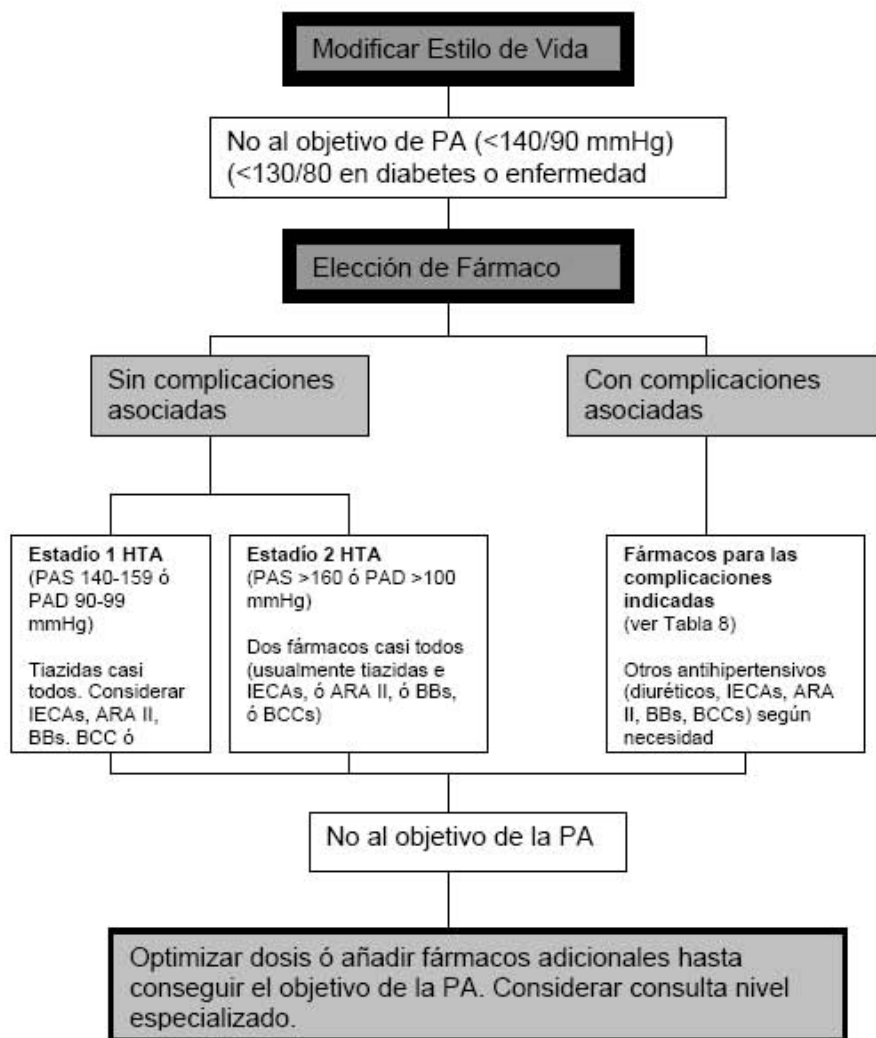 Modificar Estilo de Vida
No al objetivo de PA (<140/90 mmHg)
(<130/80 en diabetes o enfermedad
Elección de Fármaco
Sin complicaciones
asociadas
Con complicaciones
asociadas
Estadío 1 HTA
(PAS 140-159 ó
PAD 90-99
mmHg)
Tiazidas casi
todos. Considerar
IECAs, ARA II,
BBs. BCC ó
Estadío 2 HTA
(PAS >160 ó PAD >100
mmHg)
Dos fármacos casi todos
(usualmente tiazidas e
IECAs, ó ARA II, ó BBs,
ó BCCs)
Fármacos para las
complicaciones
indicadas
(ver Tabla 8)
Otros antihipertensivos
(diuréticos, IECAs, ARA
II, BBs, BCCs) según
necesidad
No al objetivo de la PA
Optimizar dosis ó añadir fármacos adicionales hasta
conseguir el objetivo de la PA. Considerar consulta nivel
especializado.